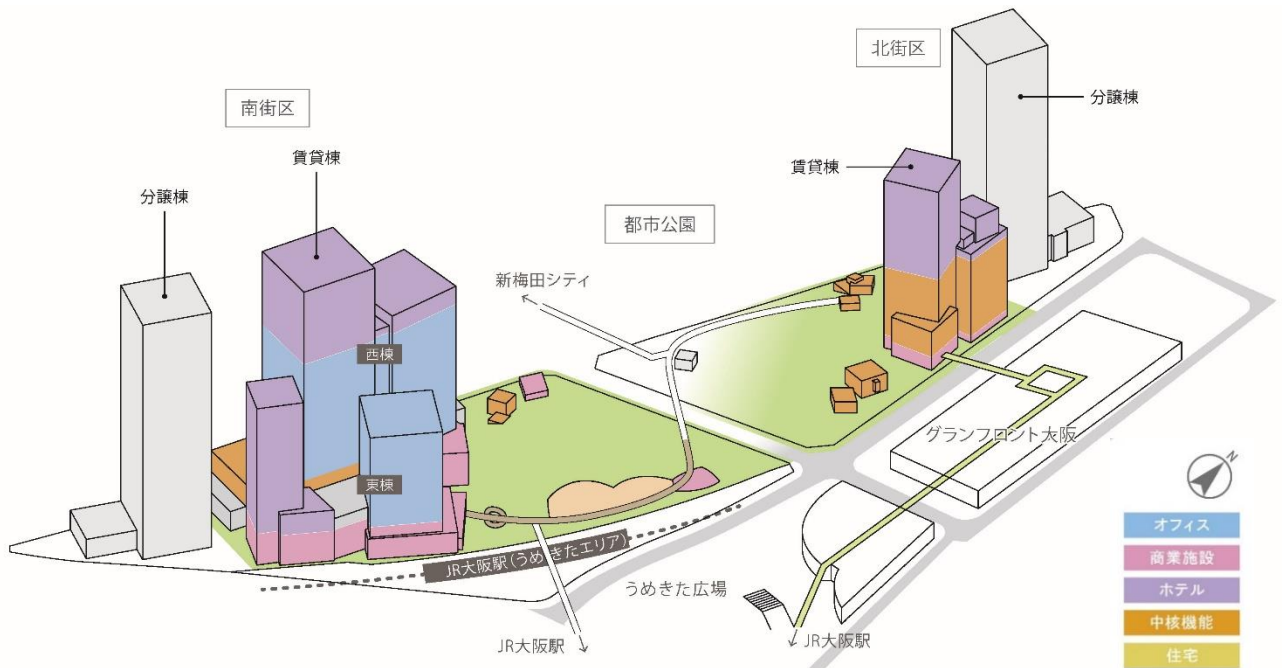 北街区
分譲棟
南街区
賃貸棟
賃貸棟
分譲棟
都市公園
新梅田シティ
西棟
グランフロント大阪
N
東棟
オフィス
JR大阪駅(うめきたエリア)
商業施設
うめきた広場
ホテル
中核機能
JR大阪駅
JR大阪駅
住宅